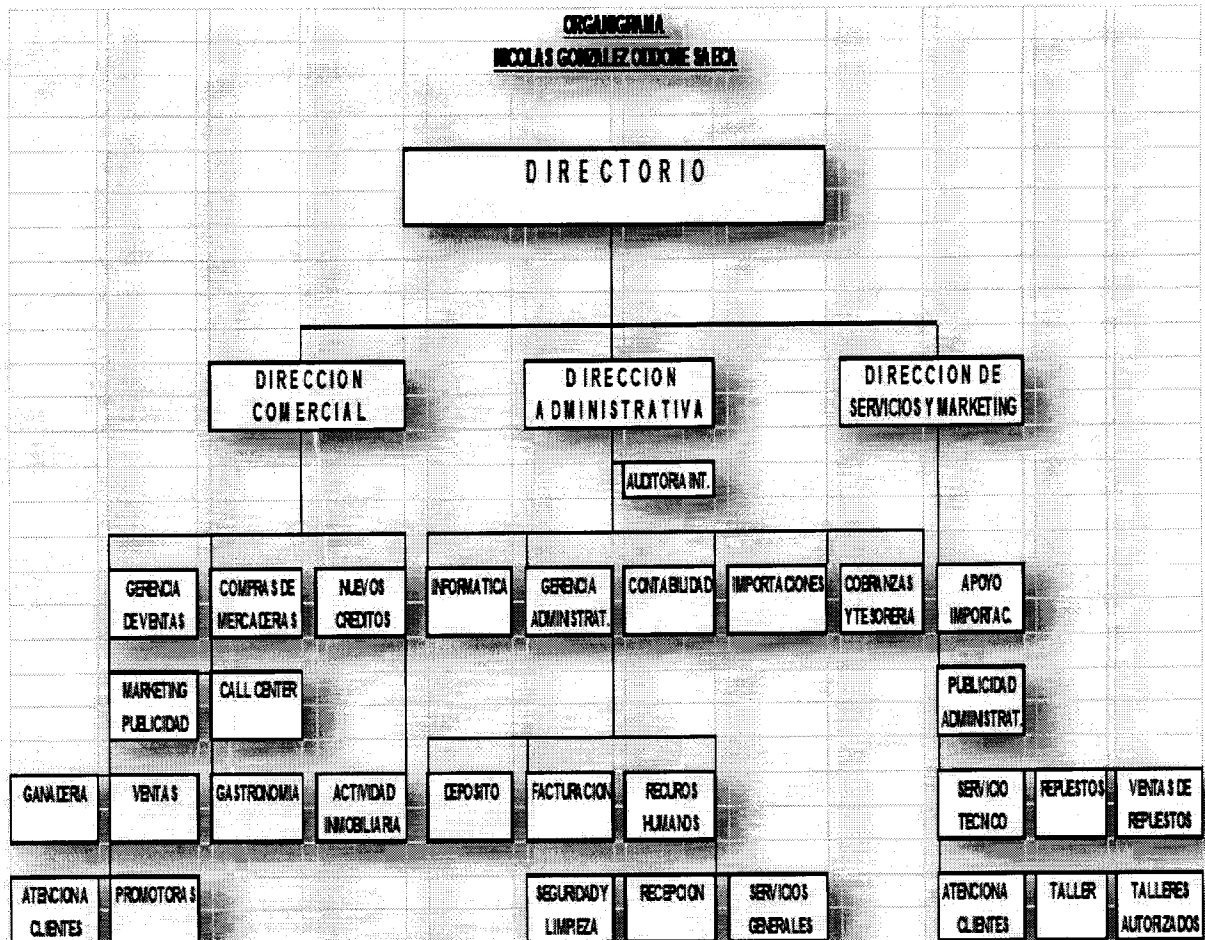 ORGANIGRAMA
NICOLAS GONZALEZ ODDONE SAECA
DIRECTORIO
DIRECCION
COMERCIAL
DIRECCION
ADMINISTRATIVA
DIRECCION DE
SERVICIOS Y MARKETING
AUDITORIA INT.
GERENCIA
DE VENTAS
COMPRAS DE
MERCADERAS
NUEVOS
CREDITOS
INFORMATICA
GERENCIA
ADMINISTRAT.
CONTABILIDAD
IMPORTACIONES
COBRANZAS
Y TESORERIA
APOYO
IMPORTAC.
MARKETING
PUBLICIDAD
CALL CENTER
PUBLICIDAD
ADMINISTRAT.
GANADERIA
VENTAS
GASTRONOMIA
ACTIVIDAD
INMOBILIARIA
DEPOSITO
FACTURACION
RECUROS
HUMANOS
SERVICIO
TECNICO
REPUESTOS
VENTAS DE
REPUESTOS
ATENCION A
CLIENTES
PROMOTORAS
SEGURIDAD Y
LIMPIEZA
RECEPCION
SERVICIOS
GENERALES
ATENCION A
CLIENTES
TALLER
TALLERES
AUTORIZADOS